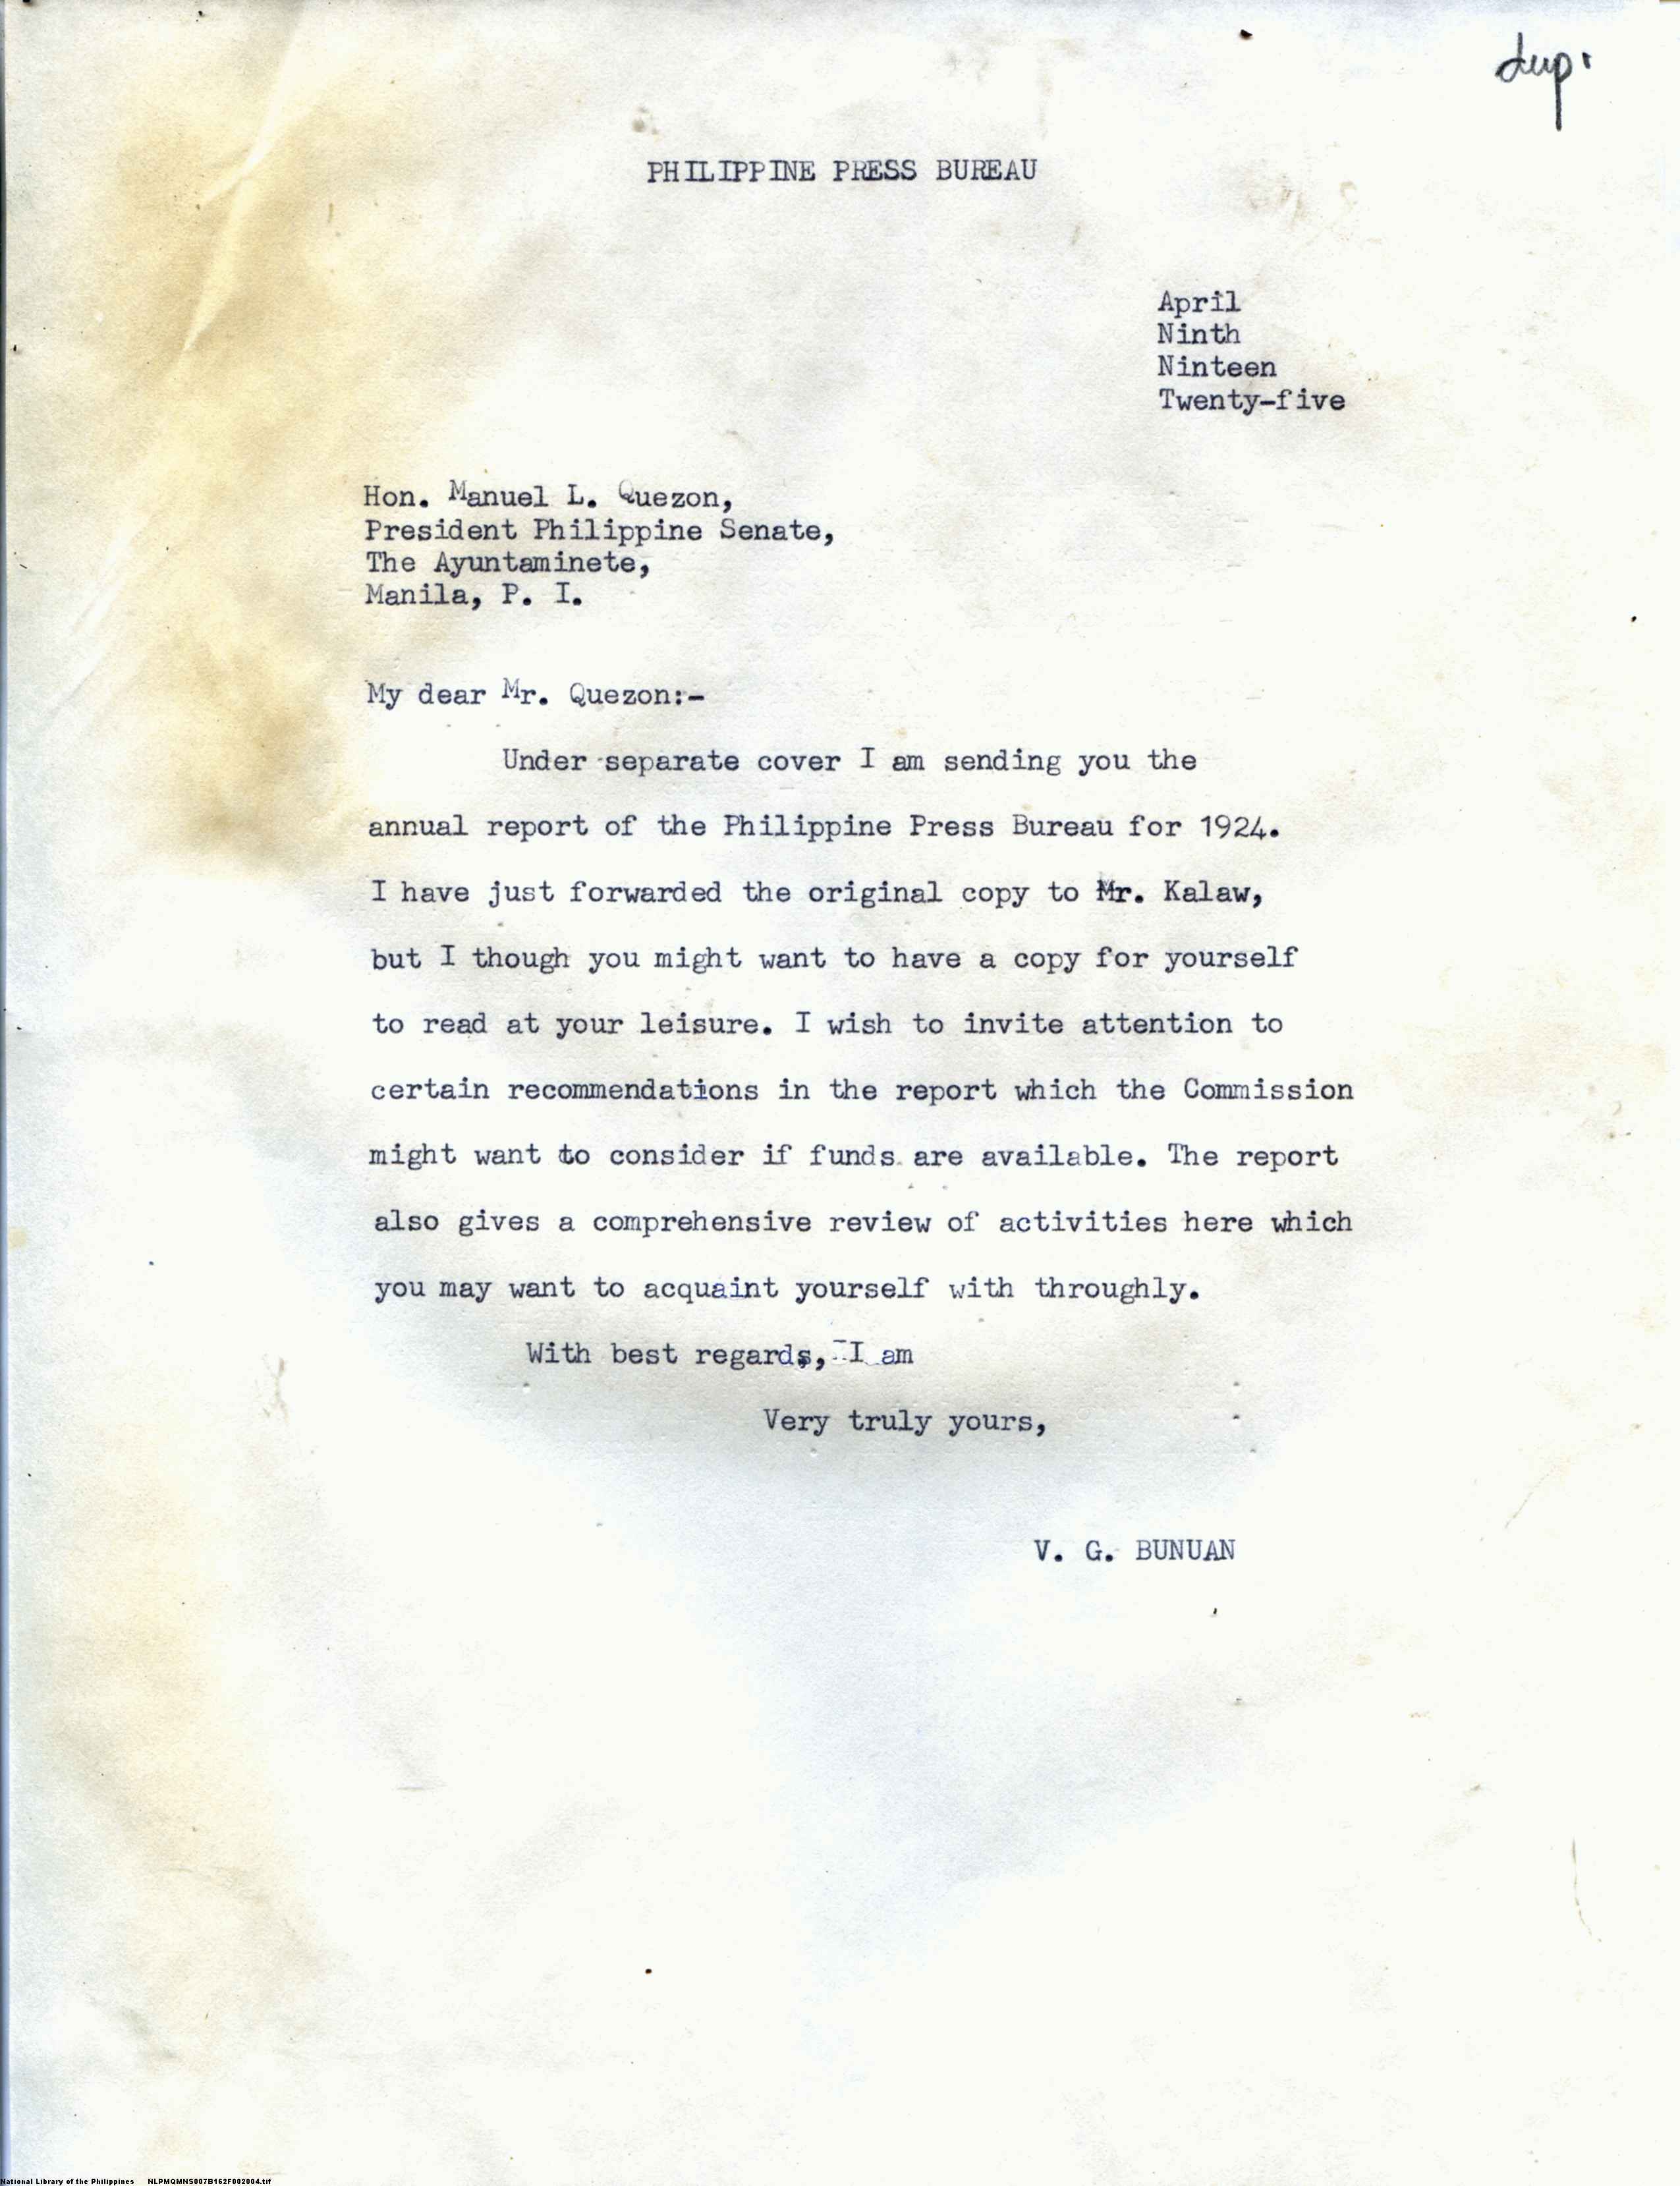 dup.
PHILIPPINE PRESS BUREAU
April
Ninth
Ninteen
Twenty-five
Hon. Manuel L. Quezon,
President Philippine Senate,
The Ayuntaminete,
Manila, P. I.
My dear Mr. Quezon:-
Under separate cover I am sending you the
annual report of the Philippine Press Bureau for 1924.
I have just forwarded the original copy to Mr. Kalaw,
but I though you might want to have a copy for yourself
to read at your leisure. I wish to invite attention to
certain recommendations in the report which the Commission
might want to consider if funds are available. The report
also gives a comprehensive review of activities here which
you may want to acquaint yourself with throughly.
With best regards, I am
Very truly yours,
V. G. BUNUAN
National Library of the Philippines NLPMQMNS007B162F002004.tif